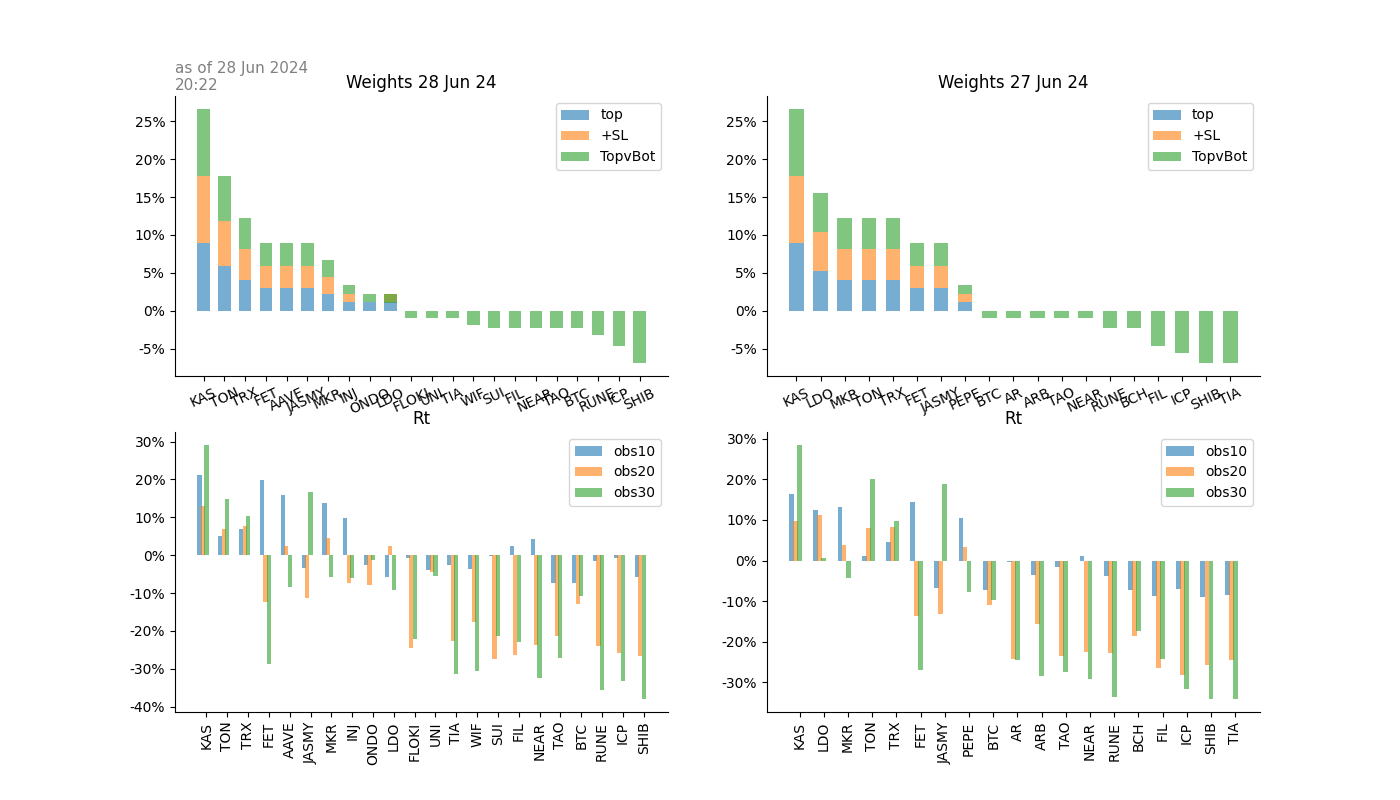 as of 28 Jun 2024
20:22
Weights 28 Jun 24
25%
20%
15%
10%
5%
0%
-5%
top
+SL
TopvBot
KAS TON TRX FET AAVE JASMY MKR INJ ONDO LDO FLOKI UNI TIA WIF SUI FIL NEAR TAO BTC RUNE ICP SHIB
Weights 27 Jun 24
25%
20%
15%
10%
5%
0%
-5%
top
+SL
TopvBot
KAS LDO MKR TON TRX FET JASMY PEPE BTC AR ARB TAO NEAR RUNE BCH FIL ICP SHIB TIA
Rt
30%
20%
10%
0%
-10%
-20%
-30%
-40%
obs10
obs20
obs30
KAS TON TRX FET AAVE JASMY MKR INJ ONDO LDO FLOKI UNI TIA WIF SUI FIL NEAR TAO BTC RUNE ICP SHIB
Rt
30%
20%
10%
0%
-10%
-20%
-30%
obs10
obs20
obs30
KAS LDO MKR TON TRX FET JASMY PEPE BTC AR ARB TAO NEAR RUNE BCH FIL ICP SHIB TIA